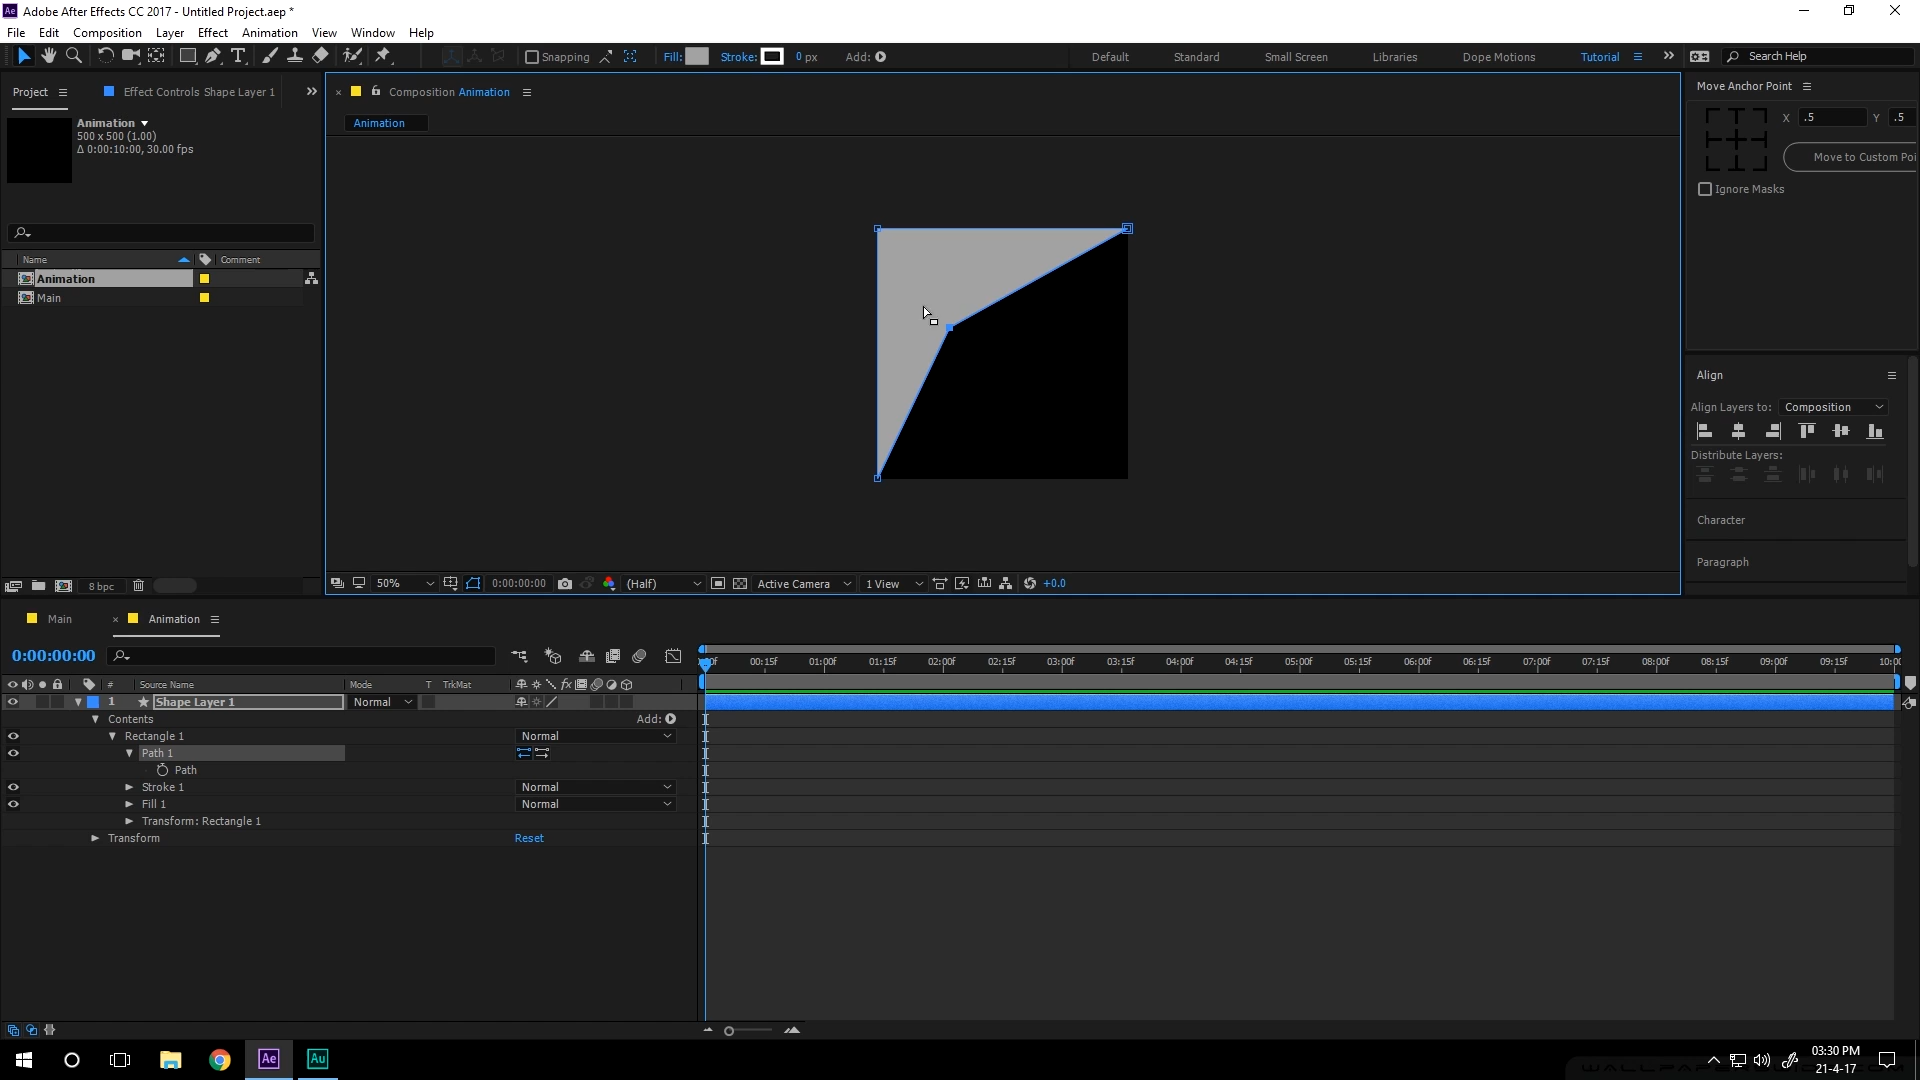 Ae Adobe After Effects CC 2017 - Untitled Project.aep *
File Edit Composition Layer Effect Animation View Window Help
Snapping Fill: Stroke: 0 px Add: Default Standard Small Screen Libraries Dope Motions Tutorial Search Help
Project Effect Controls Shape Layer 1
Composition Animation
Move Anchor Point
Animation
500 x 500 (1.00)
Δ 0:00:10:00, 30.00 fps
Animation
X .5 Y .5
Move to Custom Poi
Ignore Masks
Name Comment
Animation
Main
Align
Align Layers to: Composition
Distribute Layers:
Character
Paragraph
8 bpc
50% 0:00:00:00 (Half) Active Camera 1 View +0.0
Main Animation
0:00:00:00
00:15f 01:00f 01:15f 02:00f 02:15f 03:00f 03:15f 04:00f 04:15f 05:00f 05:15f 06:00f 06:15f 07:00f 07:15f 08:00f 08:15f 09:00f 09:15f 10:0
# Source Name Mode T TrkMat
1 Shape Layer 1 Normal
Contents Add:
Rectangle 1 Normal
Path 1
Path
Stroke 1 Normal
Fill 1 Normal
Transform: Rectangle 1
Transform Reset
Ae Au
03:30 PM
21-4-17